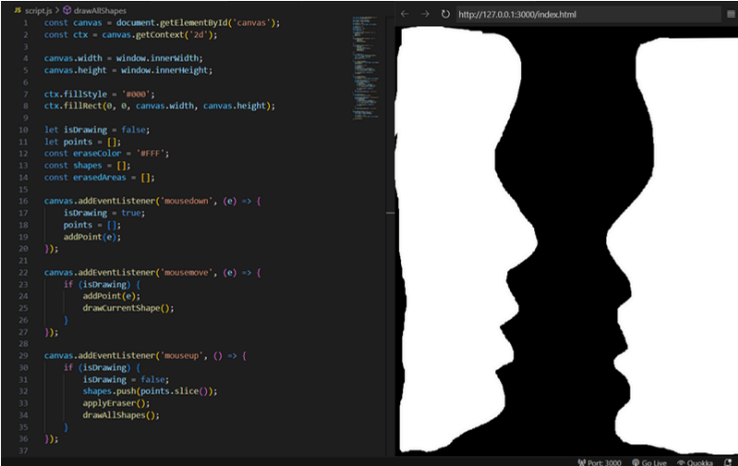 JS script.js > drawAllShapes
1 const canvas = document.getElementById('canvas');
2 const ctx = canvas.getContext('2d');
3
4 canvas.width = window.innerWidth;
5 canvas.height = window.innerHeight;
6
7 ctx.fillStyle = '#000';
8 ctx.fillRect(0, 0, canvas.width, canvas.height);
9
10 let isDrawing = false;
11 let points = [];
12 const eraseColor = '#FFF';
13 const shapes = [];
14 const erasedAreas = [];
15
16 canvas.addEventListener('mousedown', (e) => {
17 isDrawing = true;
18 points = [];
19 addPoint(e);
20 });
21
22 canvas.addEventListener('mousemove', (e) => {
23 if (isDrawing) {
24 addPoint(e);
25 drawCurrentShape();
26 }
27 });
28
29 canvas.addEventListener('mouseup', () => {
30 if (isDrawing) {
31 isDrawing = false;
32 shapes.push(points.slice());
33 applyEraser();
34 drawAllShapes();
35 }
36 });
37
http://127.0.0.1:3000/index.html
Port: 3000 Go Live Quokka